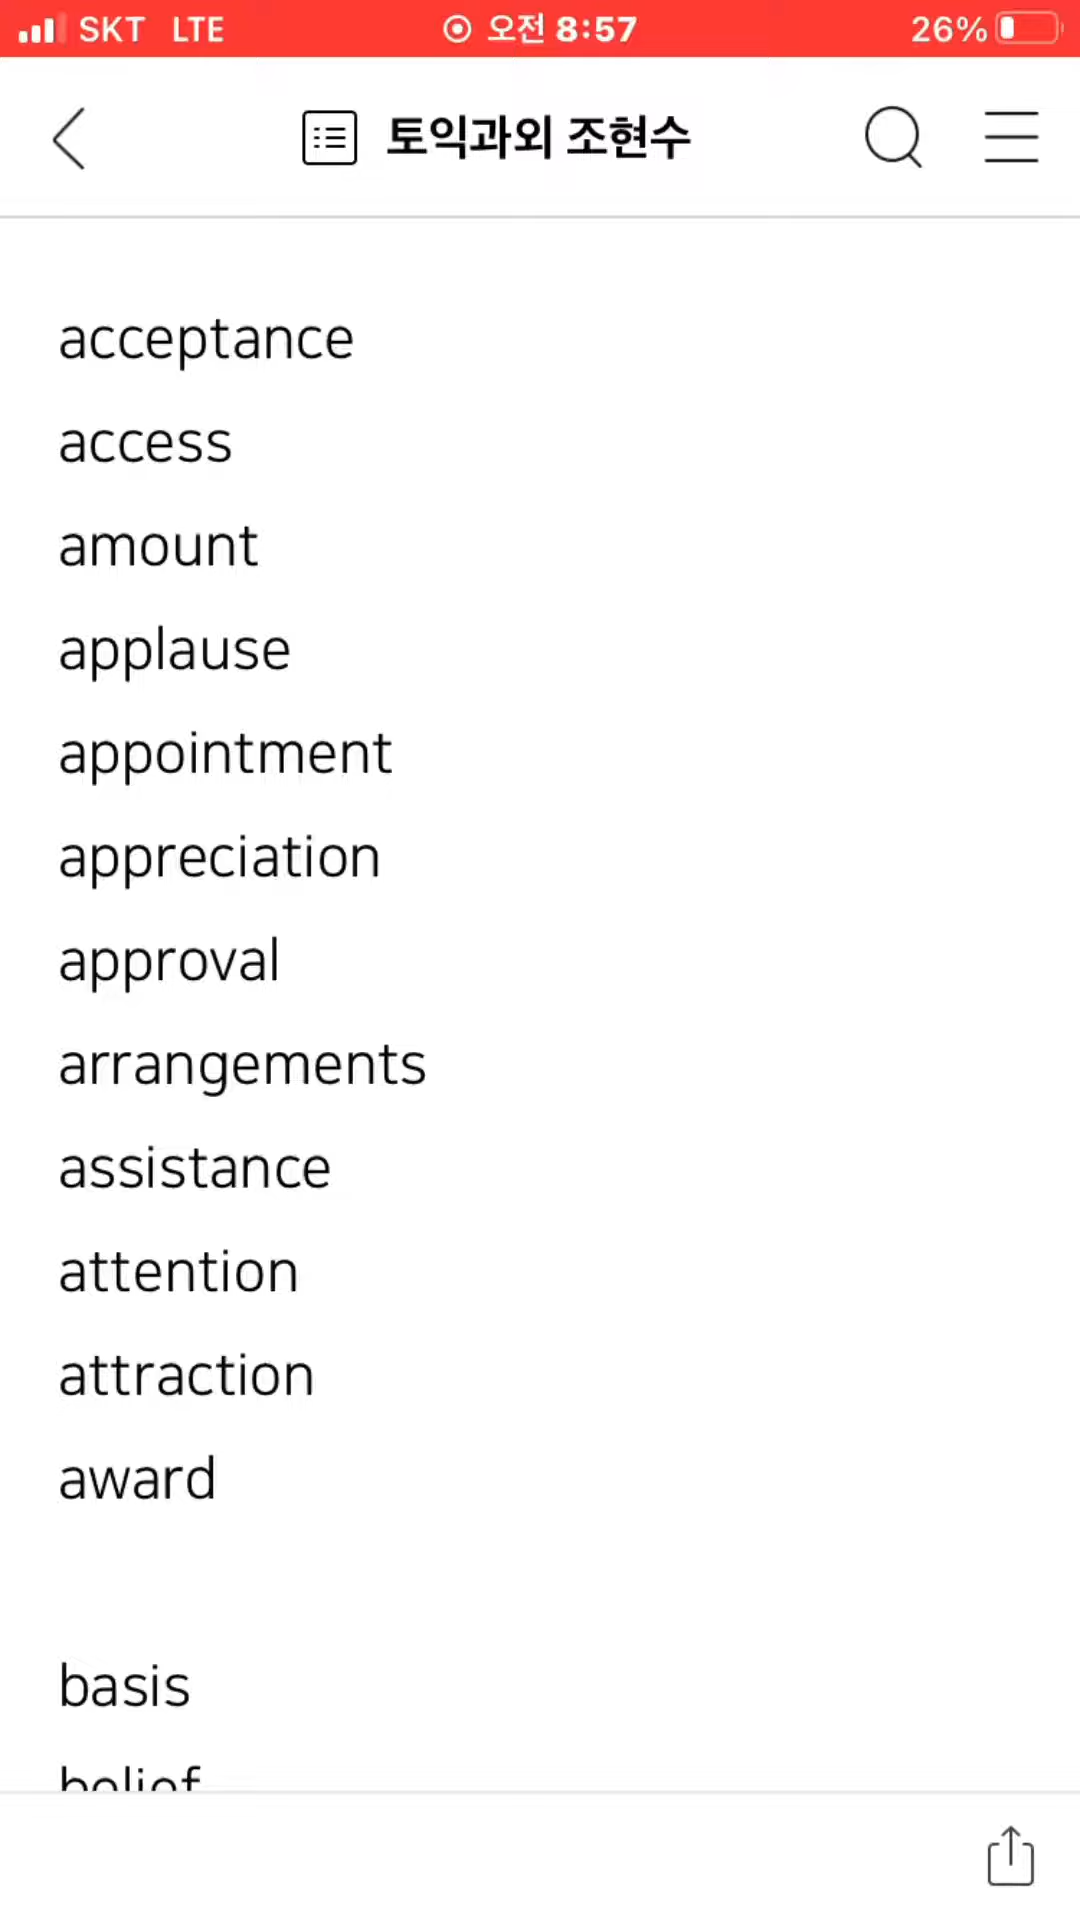 SKT LTE 오전 8:57 26%
토익과외 조현수
acceptance
access
amount
applause
appointment
appreciation
approval
arrangements
assistance
attention
attraction
award
basis
belief